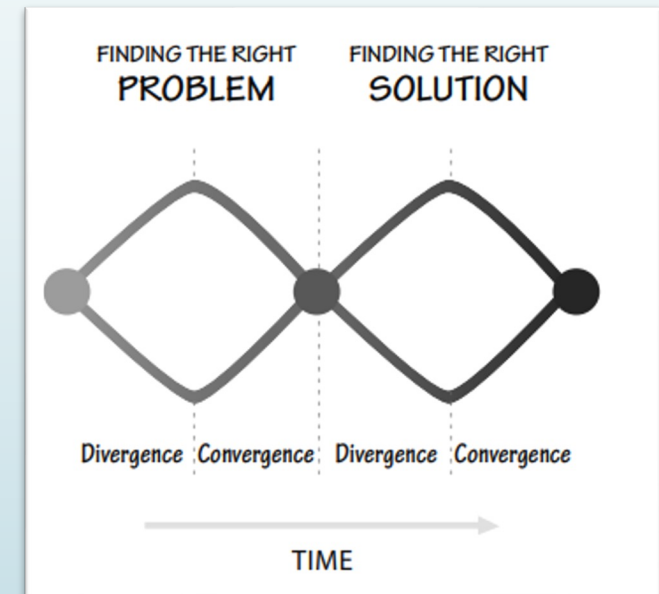 FINDING THE RIGHT
PROBLEM
FINDING THE RIGHT
SOLUTION
Divergence
Convergence
Divergence
Convergence
TIME